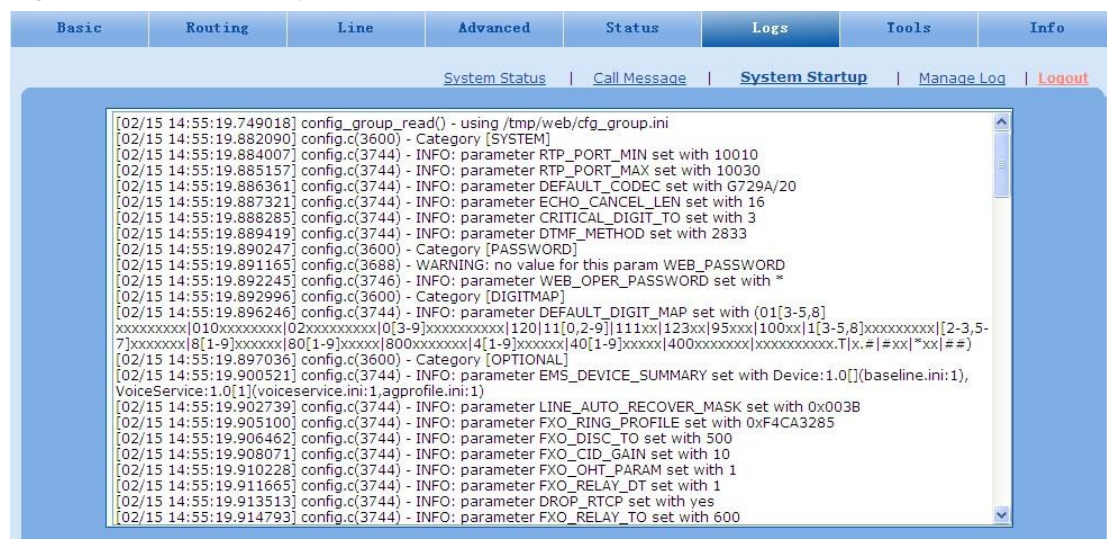 Basic Routing Line Advanced Status Logs Tools Info
System Status | Call Message | System Startup | Manage Log | Logout
[02/15 14:55:19.749018] config_group_read() - using /tmp/web/cfg_group.ini
[02/15 14:55:19.882090] config.c(3600) - Category [SYSTEM]
[02/15 14:55:19.884007] config.c(3744) - INFO: parameter RTP_PORT_MIN set with 10010
[02/15 14:55:19.885157] config.c(3744) - INFO: parameter RTP_PORT_MAX set with 10030
[02/15 14:55:19.886361] config.c(3744) - INFO: parameter DEFAULT_CODEC set with G729A/20
[02/15 14:55:19.887321] config.c(3744) - INFO: parameter ECHO_CANCEL_LEN set with 16
[02/15 14:55:19.888285] config.c(3744) - INFO: parameter CRITICAL_DIGIT_TO set with 3
[02/15 14:55:19.889419] config.c(3744) - INFO: parameter DTMF_METHOD set with 2833
[02/15 14:55:19.890247] config.c(3600) - Category [PASSWORD]
[02/15 14:55:19.891165] config.c(3688) - WARNING: no value for this param WEB_PASSWORD
[02/15 14:55:19.892245] config.c(3746) - INFO: parameter WEB_OPER_PASSWORD set with *
[02/15 14:55:19.892996] config.c(3600) - Category [DIGITMAP]
[02/15 14:55:19.896246] config.c(3744) - INFO: parameter DEFAULT_DIGIT_MAP set with (01[3-5,8]
xxxxxxxxx|010xxxxxxxx|02xxxxxxxxx|0[3-9]xxxxxxxxxx|120|11[0,2-9]|111xx|123xx|95xxx|100xx|1[3-5,8]xxxxxxxxx|[2-3,5-
7]xxxxxxx|8[1-9]xxxxxx|80[1-9]xxxxx|800xxxxxxx|4[1-9]xxxxxx|40[1-9]xxxxx|400xxxxxxx|xxxxxxxxxx.T|x.#|#xx|*xx|##)
[02/15 14:55:19.897036] config.c(3600) - Category [OPTIONAL]
[02/15 14:55:19.900521] config.c(3744) - INFO: parameter EMS_DEVICE_SUMMARY set with Device:1.0[](baseline.ini:1),
VoiceService:1.0[1](voiceservice.ini:1,agprofile.ini:1)
[02/15 14:55:19.902739] config.c(3744) - INFO: parameter LINE_AUTO_RECOVER_MASK set with 0x003B
[02/15 14:55:19.905100] config.c(3744) - INFO: parameter FXO_RING_PROFILE set with 0xF4CA3285
[02/15 14:55:19.906462] config.c(3744) - INFO: parameter FXO_DISC_TO set with 500
[02/15 14:55:19.908071] config.c(3744) - INFO: parameter FXO_CID_GAIN set with 10
[02/15 14:55:19.910228] config.c(3744) - INFO: parameter FXO_OHT_PARAM set with 1
[02/15 14:55:19.911665] config.c(3744) - INFO: parameter FXO_RELAY_DT set with 1
[02/15 14:55:19.913513] config.c(3744) - INFO: parameter DROP_RTCP set with yes
[02/15 14:55:19.914793] config.c(3744) - INFO: parameter FXO_RELAY_TO set with 600